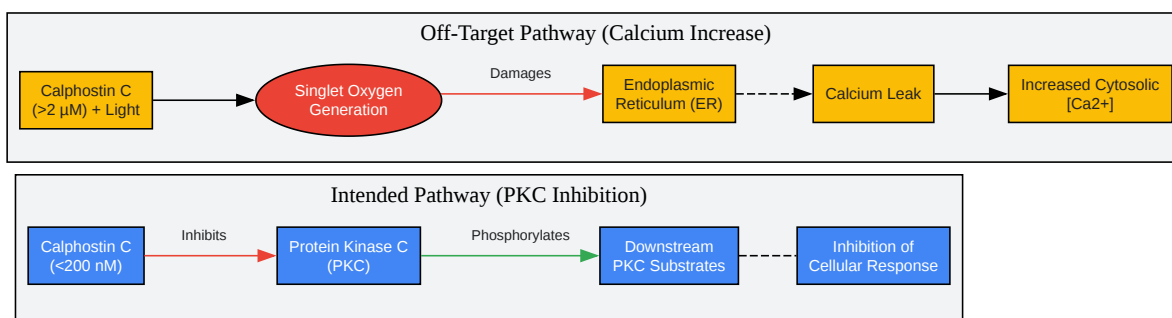 Off-Target Pathway (Calcium Increase)
Calphostin C
(>2 µM) + Light
Singlet Oxygen
Generation
Damages
Endoplasmic
Reticulum (ER)
Calcium Leak
Increased Cytosolic
[Ca2+]
Intended Pathway (PKC Inhibition)
Calphostin C
(<200 nM)
Inhibits
Protein Kinase C
(PKC)
Phosphorylates
Downstream
PKC Substrates
Inhibition of
Cellular Response